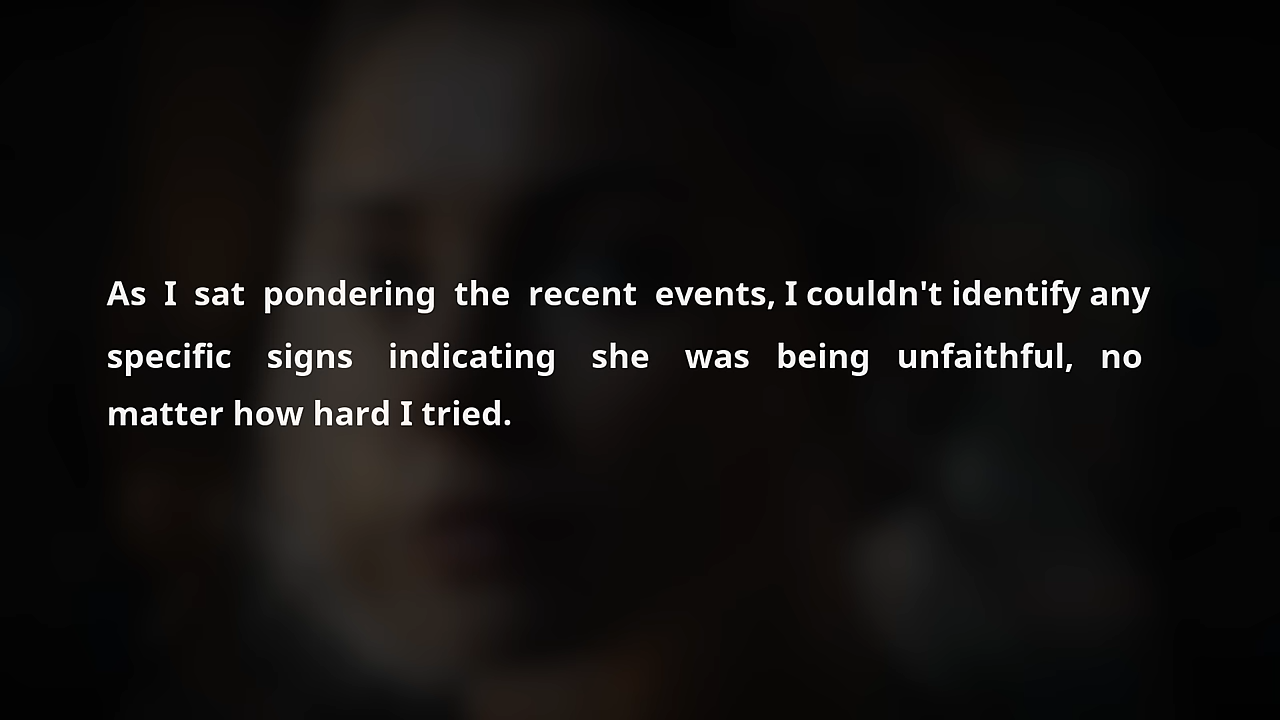 As I sat pondering the recent events, I couldn't identify any
specific signs indicating she was being unfaithful, no
matter how hard I tried.